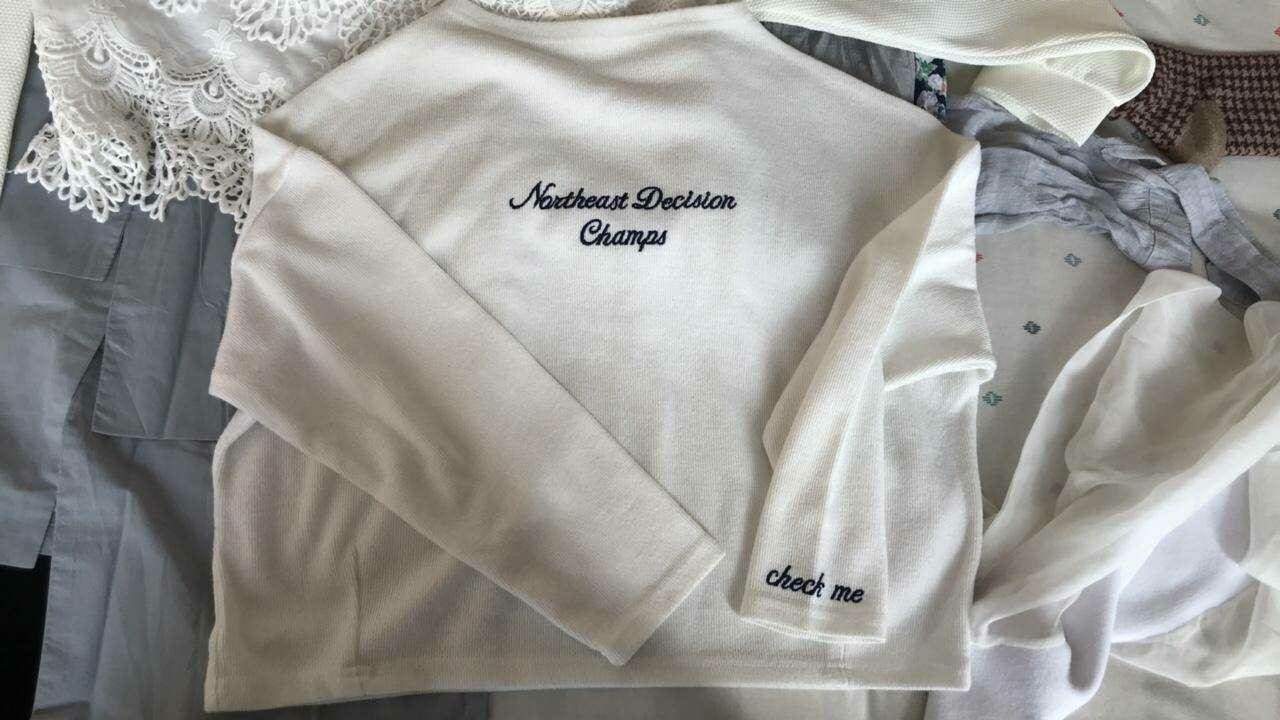 Northeast Decision
Champs
check me